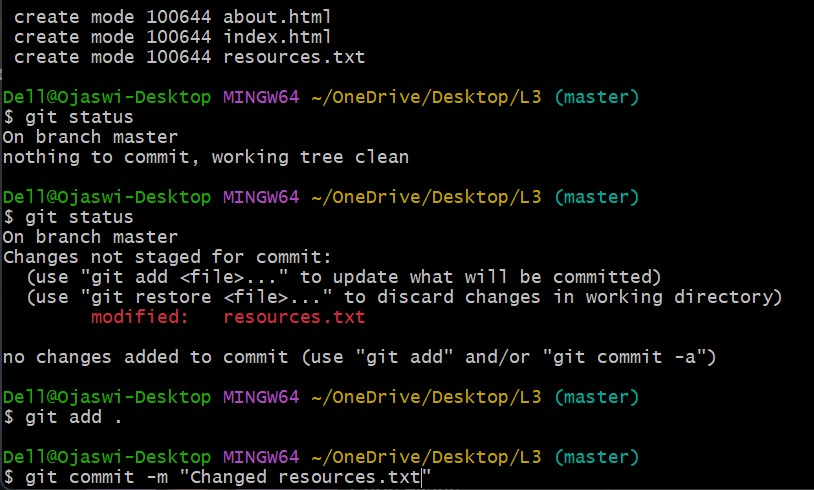 create mode 100644 about.html
create mode 100644 index.html
create mode 100644 resources.txt
Dell@Ojaswi-Desktop MINGW64 ~/OneDrive/Desktop/L3 (master)
$ git status
On branch master
nothing to commit, working tree clean
Dell@Ojaswi-Desktop MINGW64 ~/OneDrive/Desktop/L3 (master)
$ git status
On branch master
Changes not staged for commit:
  (use "git add <file>..." to update what will be committed)
  (use "git restore <file>..." to discard changes in working directory)
        modified:   resources.txt
no changes added to commit (use "git add" and/or "git commit -a")
Dell@Ojaswi-Desktop MINGW64 ~/OneDrive/Desktop/L3 (master)
$ git add .
Dell@Ojaswi-Desktop MINGW64 ~/OneDrive/Desktop/L3 (master)
$ git commit -m "Changed resources.txt"